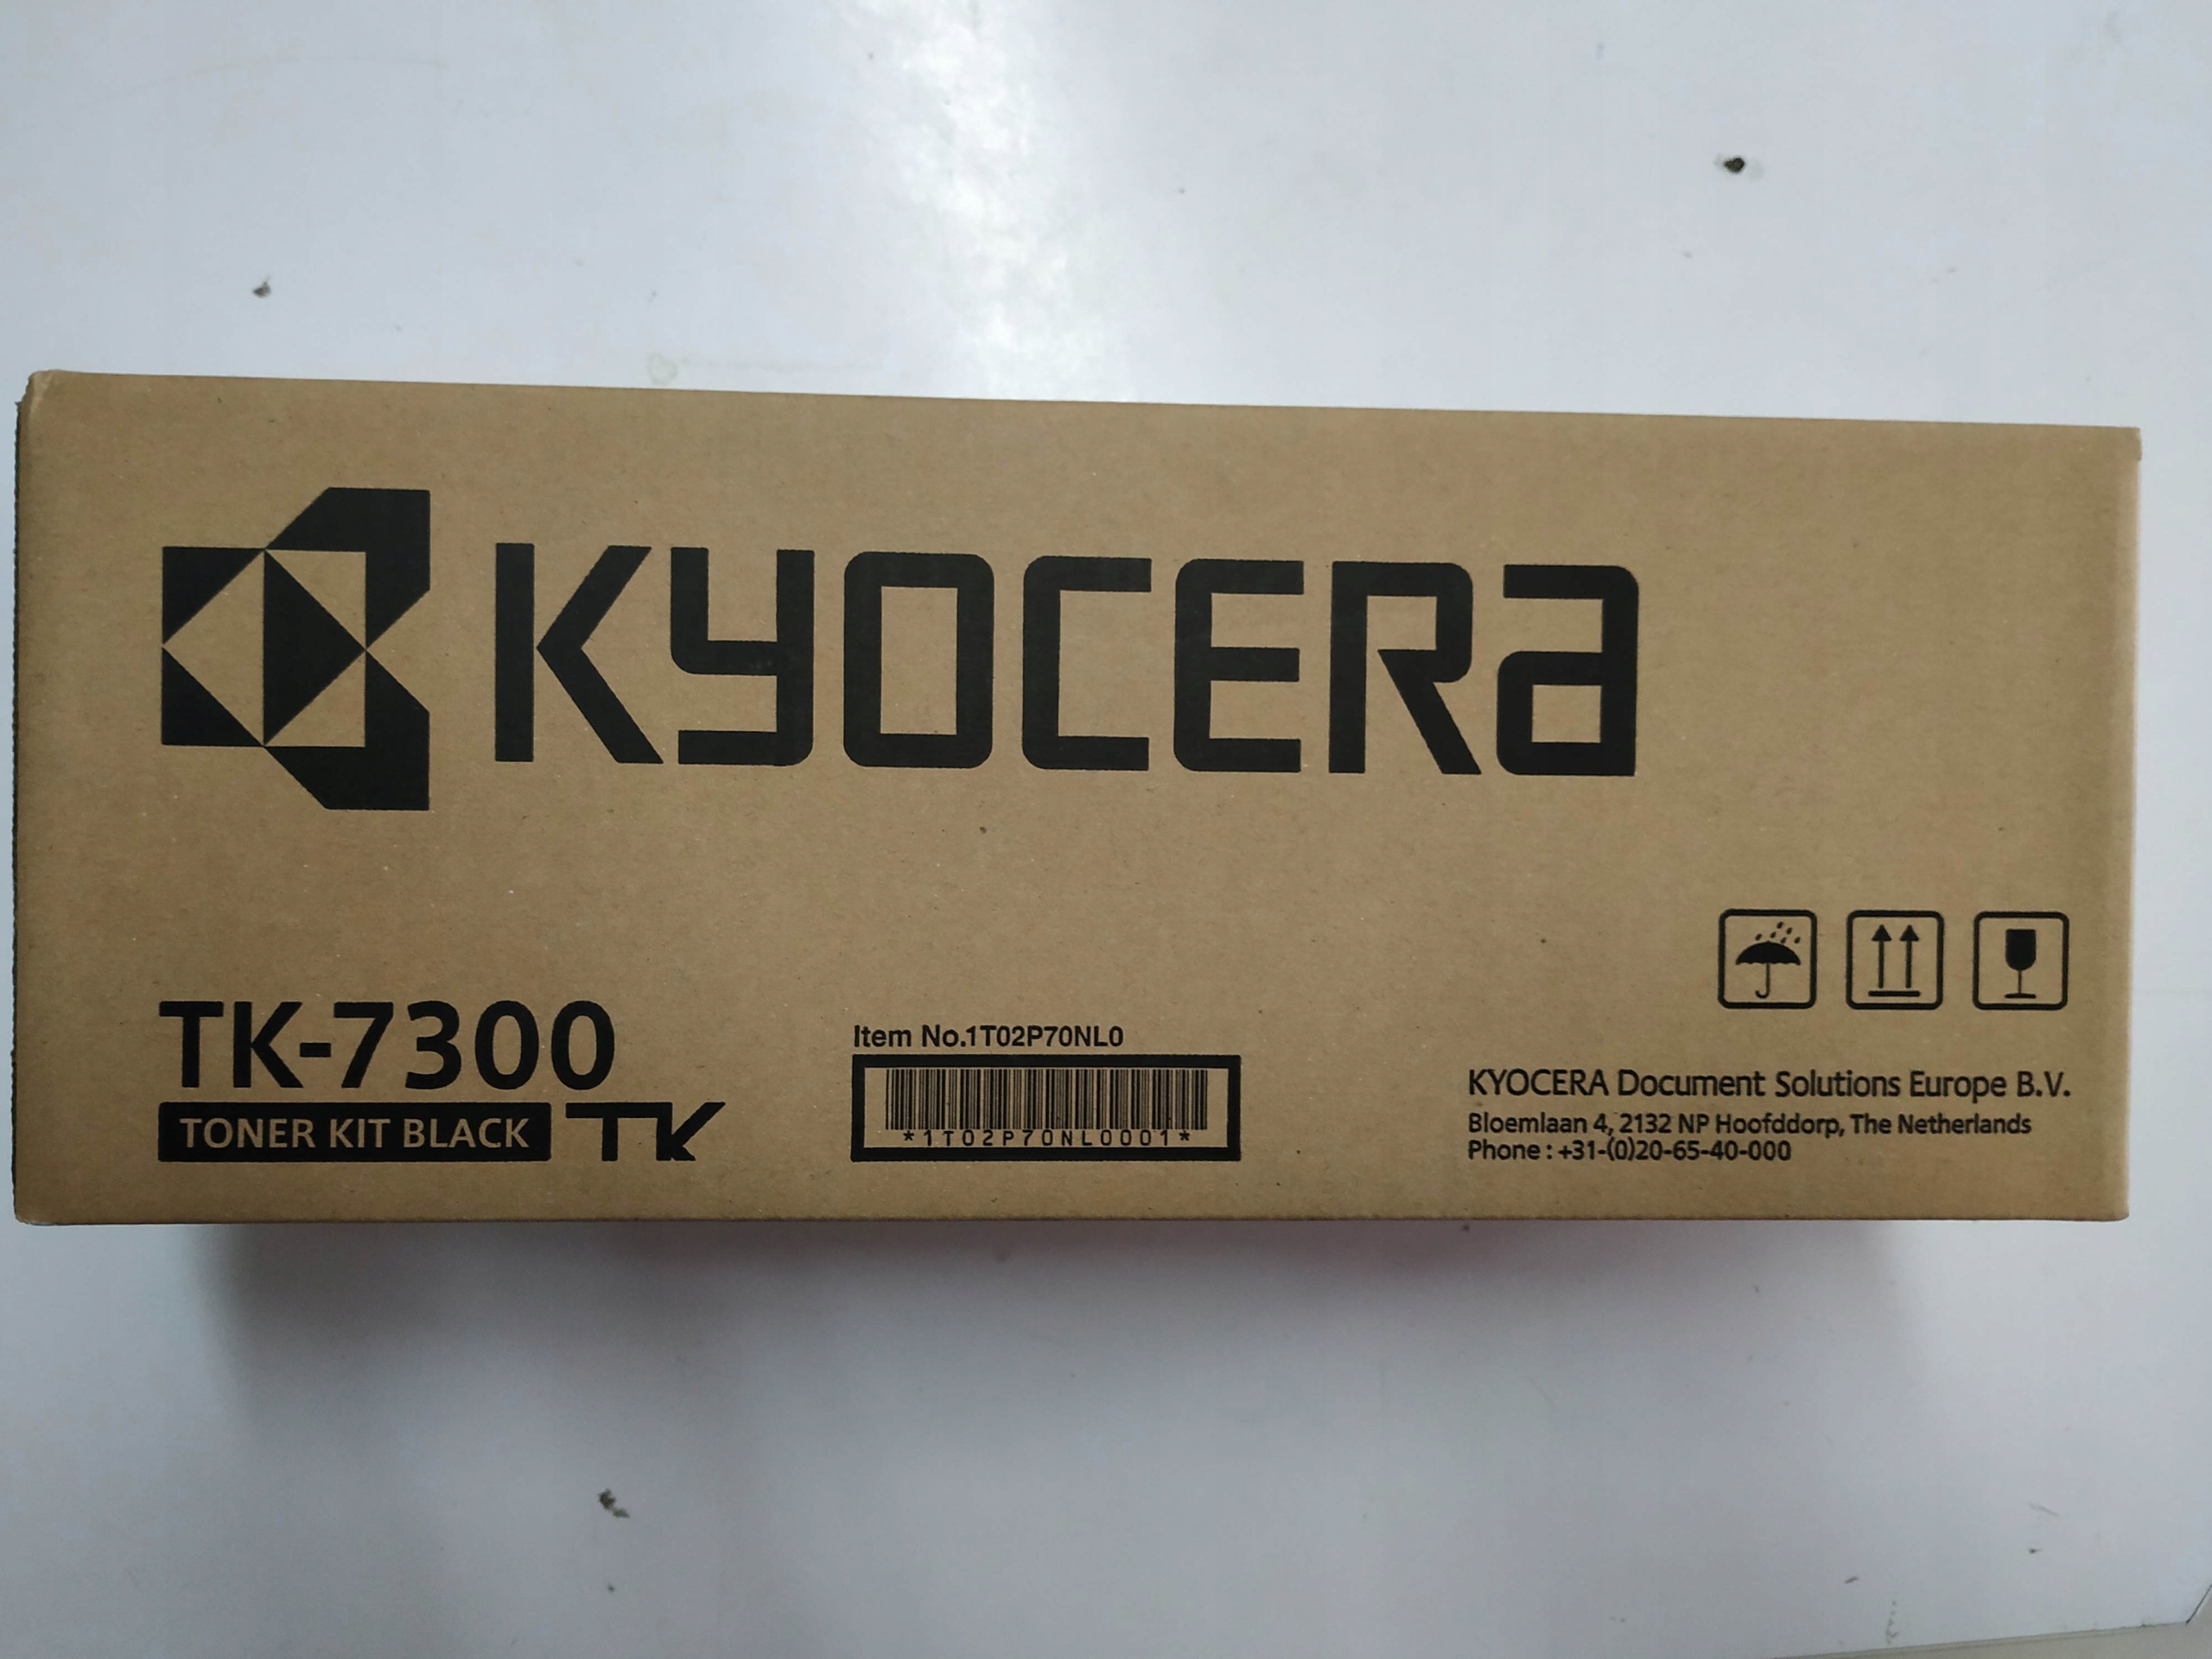 KYOCERA
TK-7300
TONER KIT BLACK TK
Item No.1T02P70NL0
*1T02P70NL0001*
KYOCERA Document Solutions Europe B.V.
Bloemlaan 4, 2132 NP Hoofddorp, The Netherlands
Phone : +31-(0)20-65-40-000